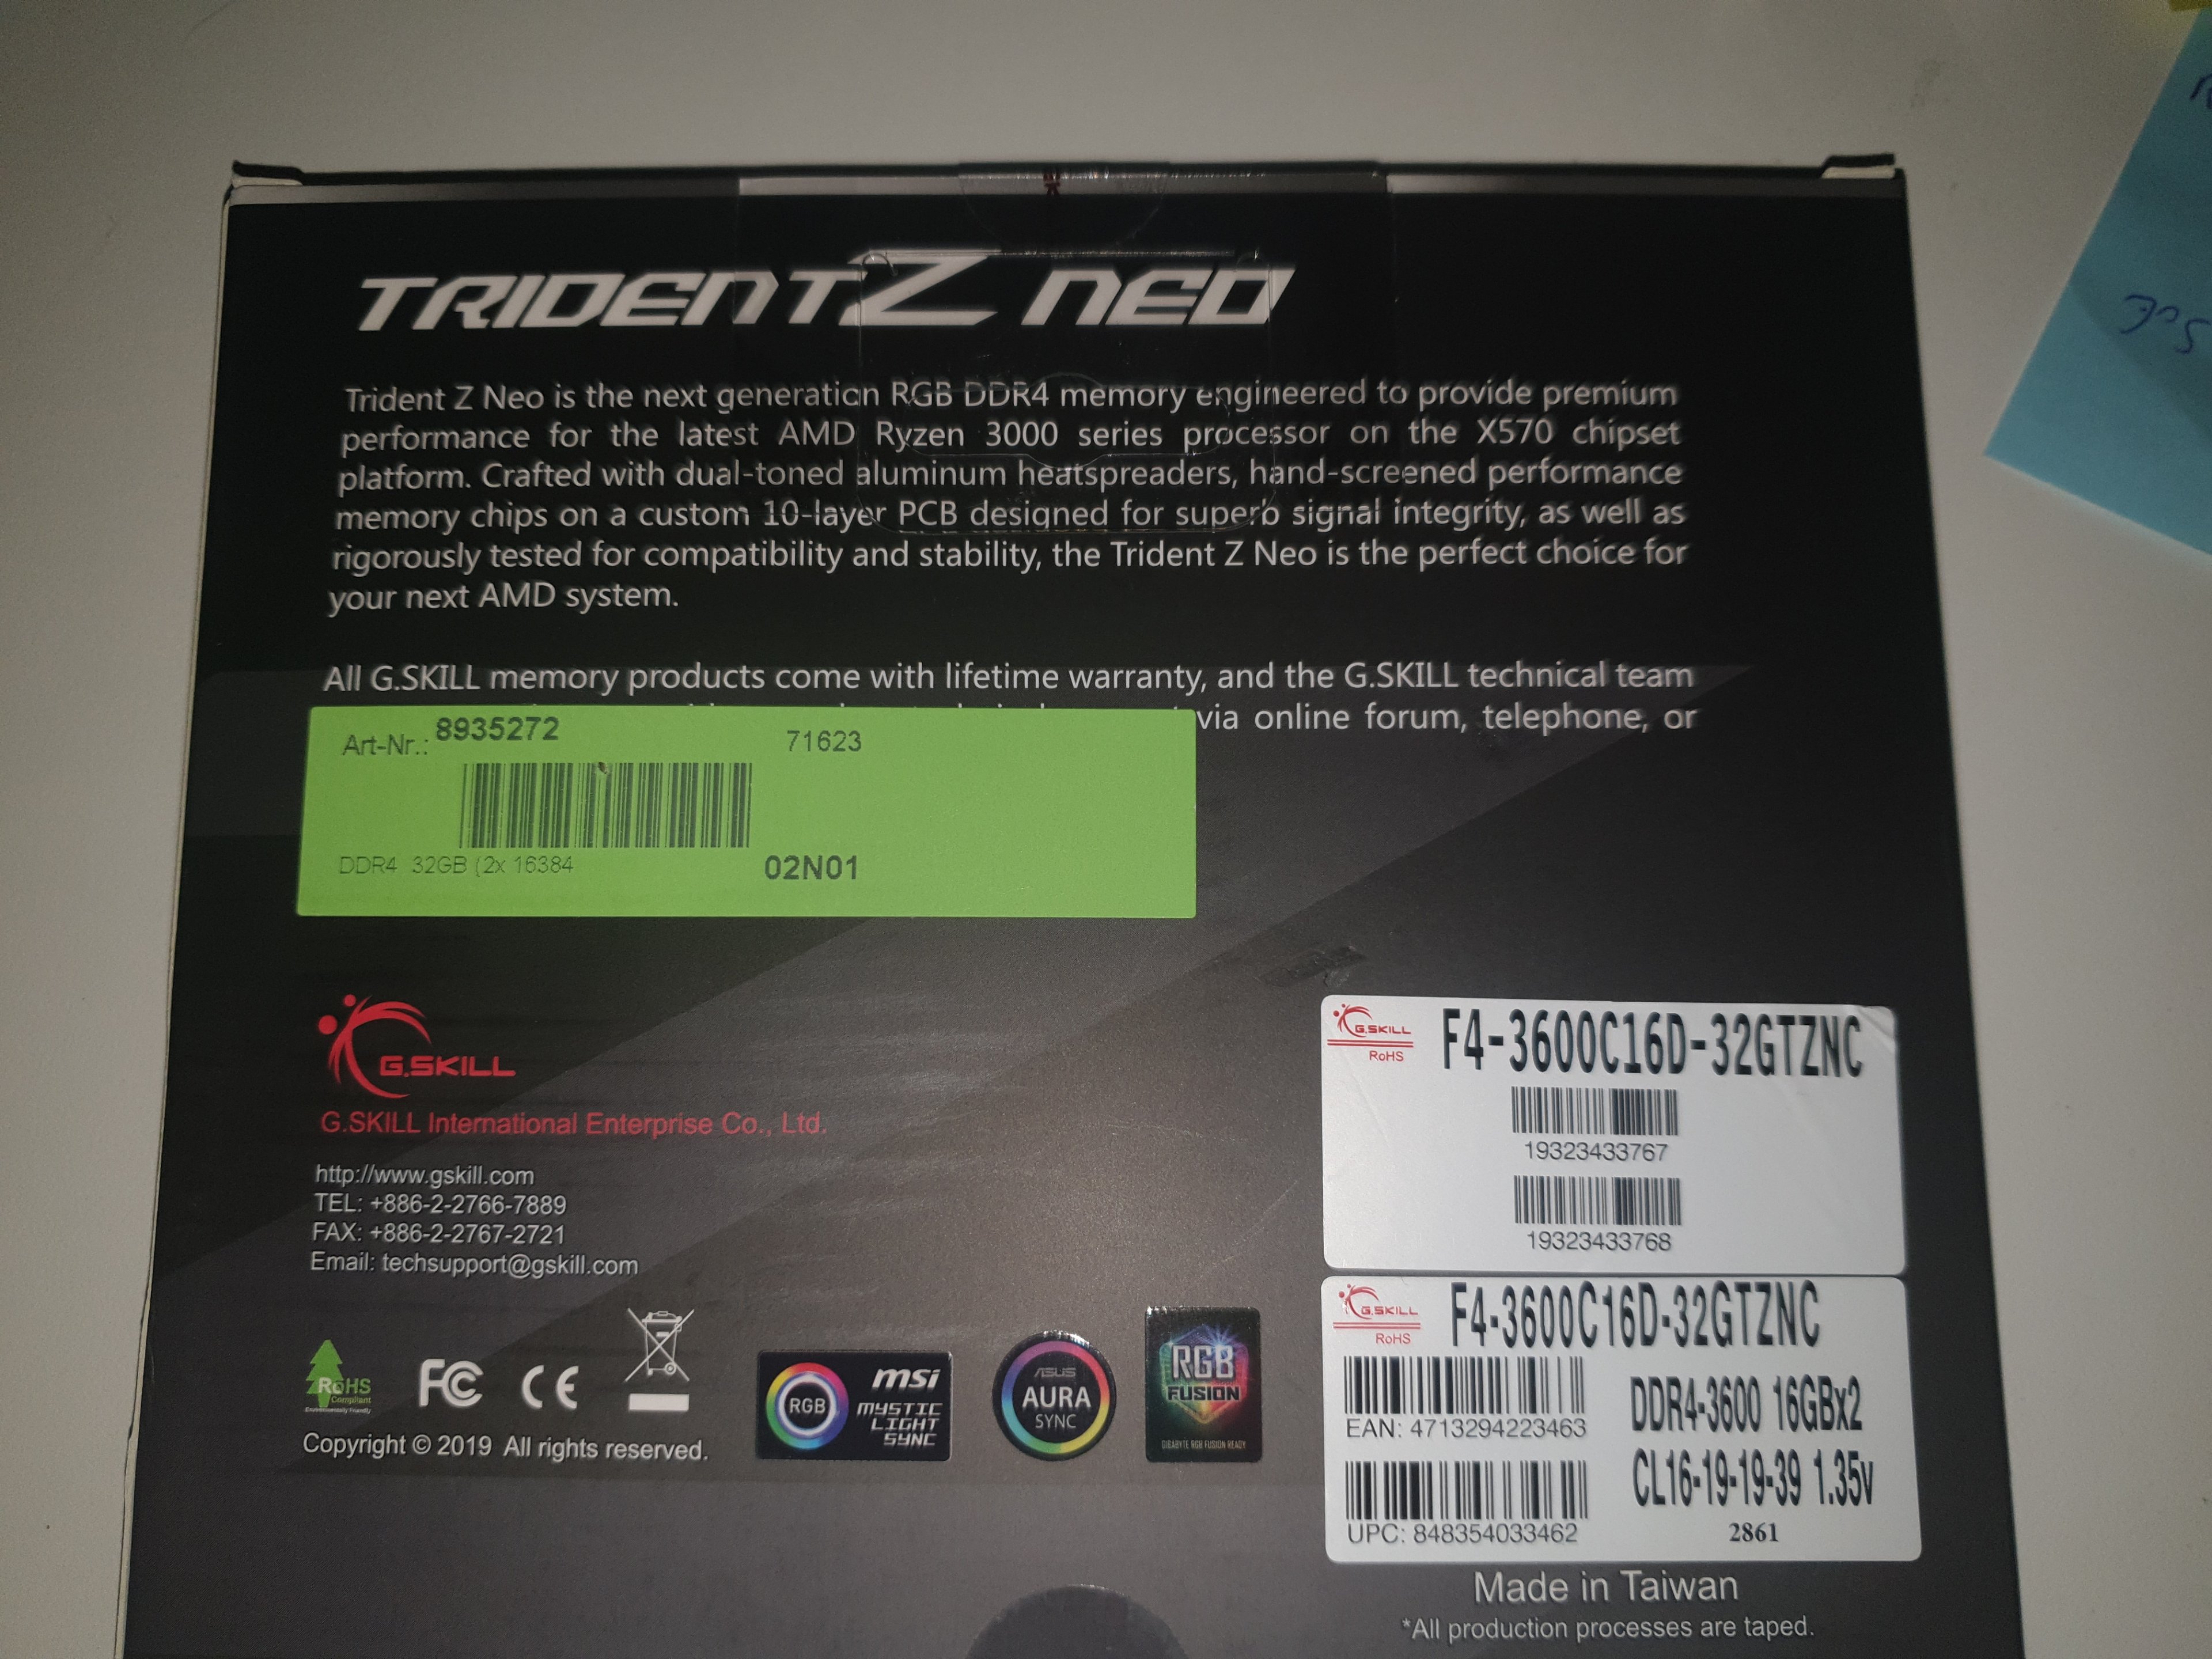 TRIDENTZ NEO
Trident Z Neo is the next generation RGB DDR4 memory engineered to provide premium
performance for the latest AMD Ryzen 3000 series processor on the X570 chipset
platform. Crafted with dual-toned aluminum heatspreaders, hand-screened performance
memory chips on a custom 10-layer PCB designed for superb signal integrity, as well as
rigorously tested for compatibility and stability, the Trident Z Neo is the perfect choice for
your next AMD system.
All G.SKILL memory products come with lifetime warranty, and the G.SKILL technical team
via online forum, telephone, or
Art-Nr.: 8935272 71623
DDR4 32GB (2x 16384 02N01
G.SKILL
G.SKILL International Enterprise Co., Ltd.
http://www.gskill.com
TEL: +886-2-2766-7889
FAX: +886-2-2767-2721
Email: techsupport@gskill.com
RoHS
Compliant
Environmentally Friendly
FC CE
Copyright © 2019 All rights reserved.
RGB
msi
MYSTIC
LIGHT
SYNC
ASUS
AURA
SYNC
RGB
FUSION
GIGABYTE RGB FUSION READY
G.SKILL
RoHS
F4-3600C16D-32GTZNC
19323433767
19323433768
G.SKILL
RoHS
F4-3600C16D-32GTZNC
EAN: 4713294223463
DDR4-3600 16GBx2
CL16-19-19-39 1.35v
UPC: 848354033462
2861
Made in Taiwan
*All production processes are taped.